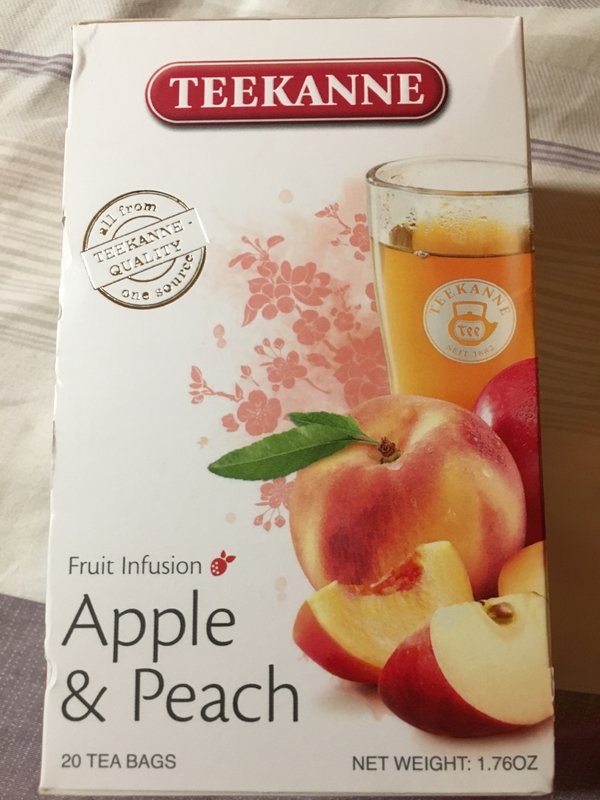 TEEKANNE
all from
TEEKANNE -
QUALITY
one source
TEEKANNE
Tee
SEIT 1882
Fruit Infusion
Apple
& Peach
20 TEA BAGS
NET WEIGHT: 1.76OZ